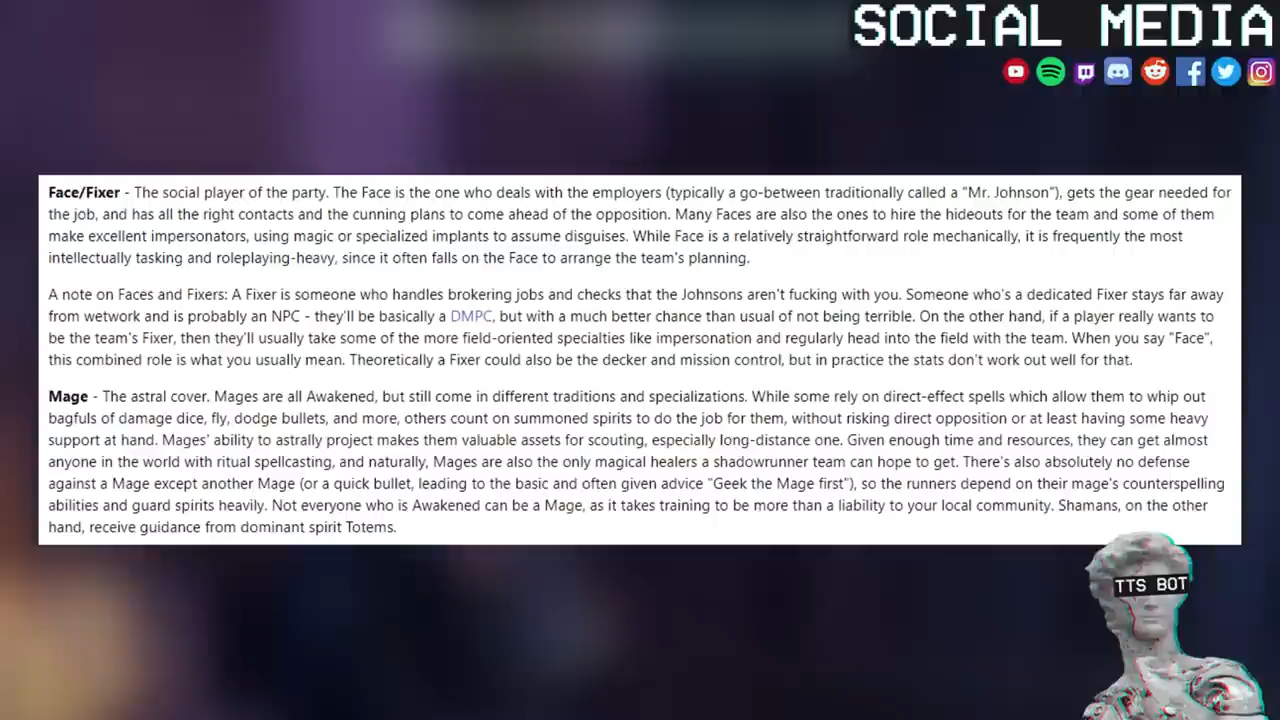 SOCIAL MEDIA
Face/Fixer - The social player of the party. The Face is the one who deals with the employers (typically a go-between traditionally called a "Mr. Johnson"), gets the gear needed for
the job, and has all the right contacts and the cunning plans to come ahead of the opposition. Many Faces are also the ones to hire the hideouts for the team and some of them
make excellent impersonators, using magic or specialized implants to assume disguises. While Face is a relatively straightforward role mechanically, it is frequently the most
intellectually tasking and roleplaying-heavy, since it often falls on the Face to arrange the team's planning.
A note on Faces and Fixers: A Fixer is someone who handles brokering jobs and checks that the Johnsons aren't fucking with you. Someone who's a dedicated Fixer stays far away
from wetwork and is probably an NPC - they'll be basically a DMPC, but with a much better chance than usual of not being terrible. On the other hand, if a player really wants to
be the team's Fixer, then they'll usually take some of the more field-oriented specialties like impersonation and regularly head into the field with the team. When you say "Face",
this combined role is what you usually mean. Theoretically a Fixer could also be the decker and mission control, but in practice the stats don't work out well for that.
Mage - The astral cover. Mages are all Awakened, but still come in different traditions and specializations. While some rely on direct-effect spells which allow them to whip out
bagfuls of damage dice, fly, dodge bullets, and more, others count on summoned spirits to do the job for them, without risking direct opposition or at least having some heavy
support at hand. Mages' ability to astrally project makes them valuable assets for scouting, especially long-distance one. Given enough time and resources, they can get almost
anyone in the world with ritual spellcasting, and naturally, Mages are also the only magical healers a shadowrunner team can hope to get. There's also absolutely no defense
against a Mage except another Mage (or a quick bullet, leading to the basic and often given advice "Geek the Mage first"), so the runners depend on their mage's counterspelling
abilities and guard spirits heavily. Not everyone who is Awakened can be a Mage, as it takes training to be more than a liability to your local community. Shamans, on the other
hand, receive guidance from dominant spirit Totems.
TTS BOT